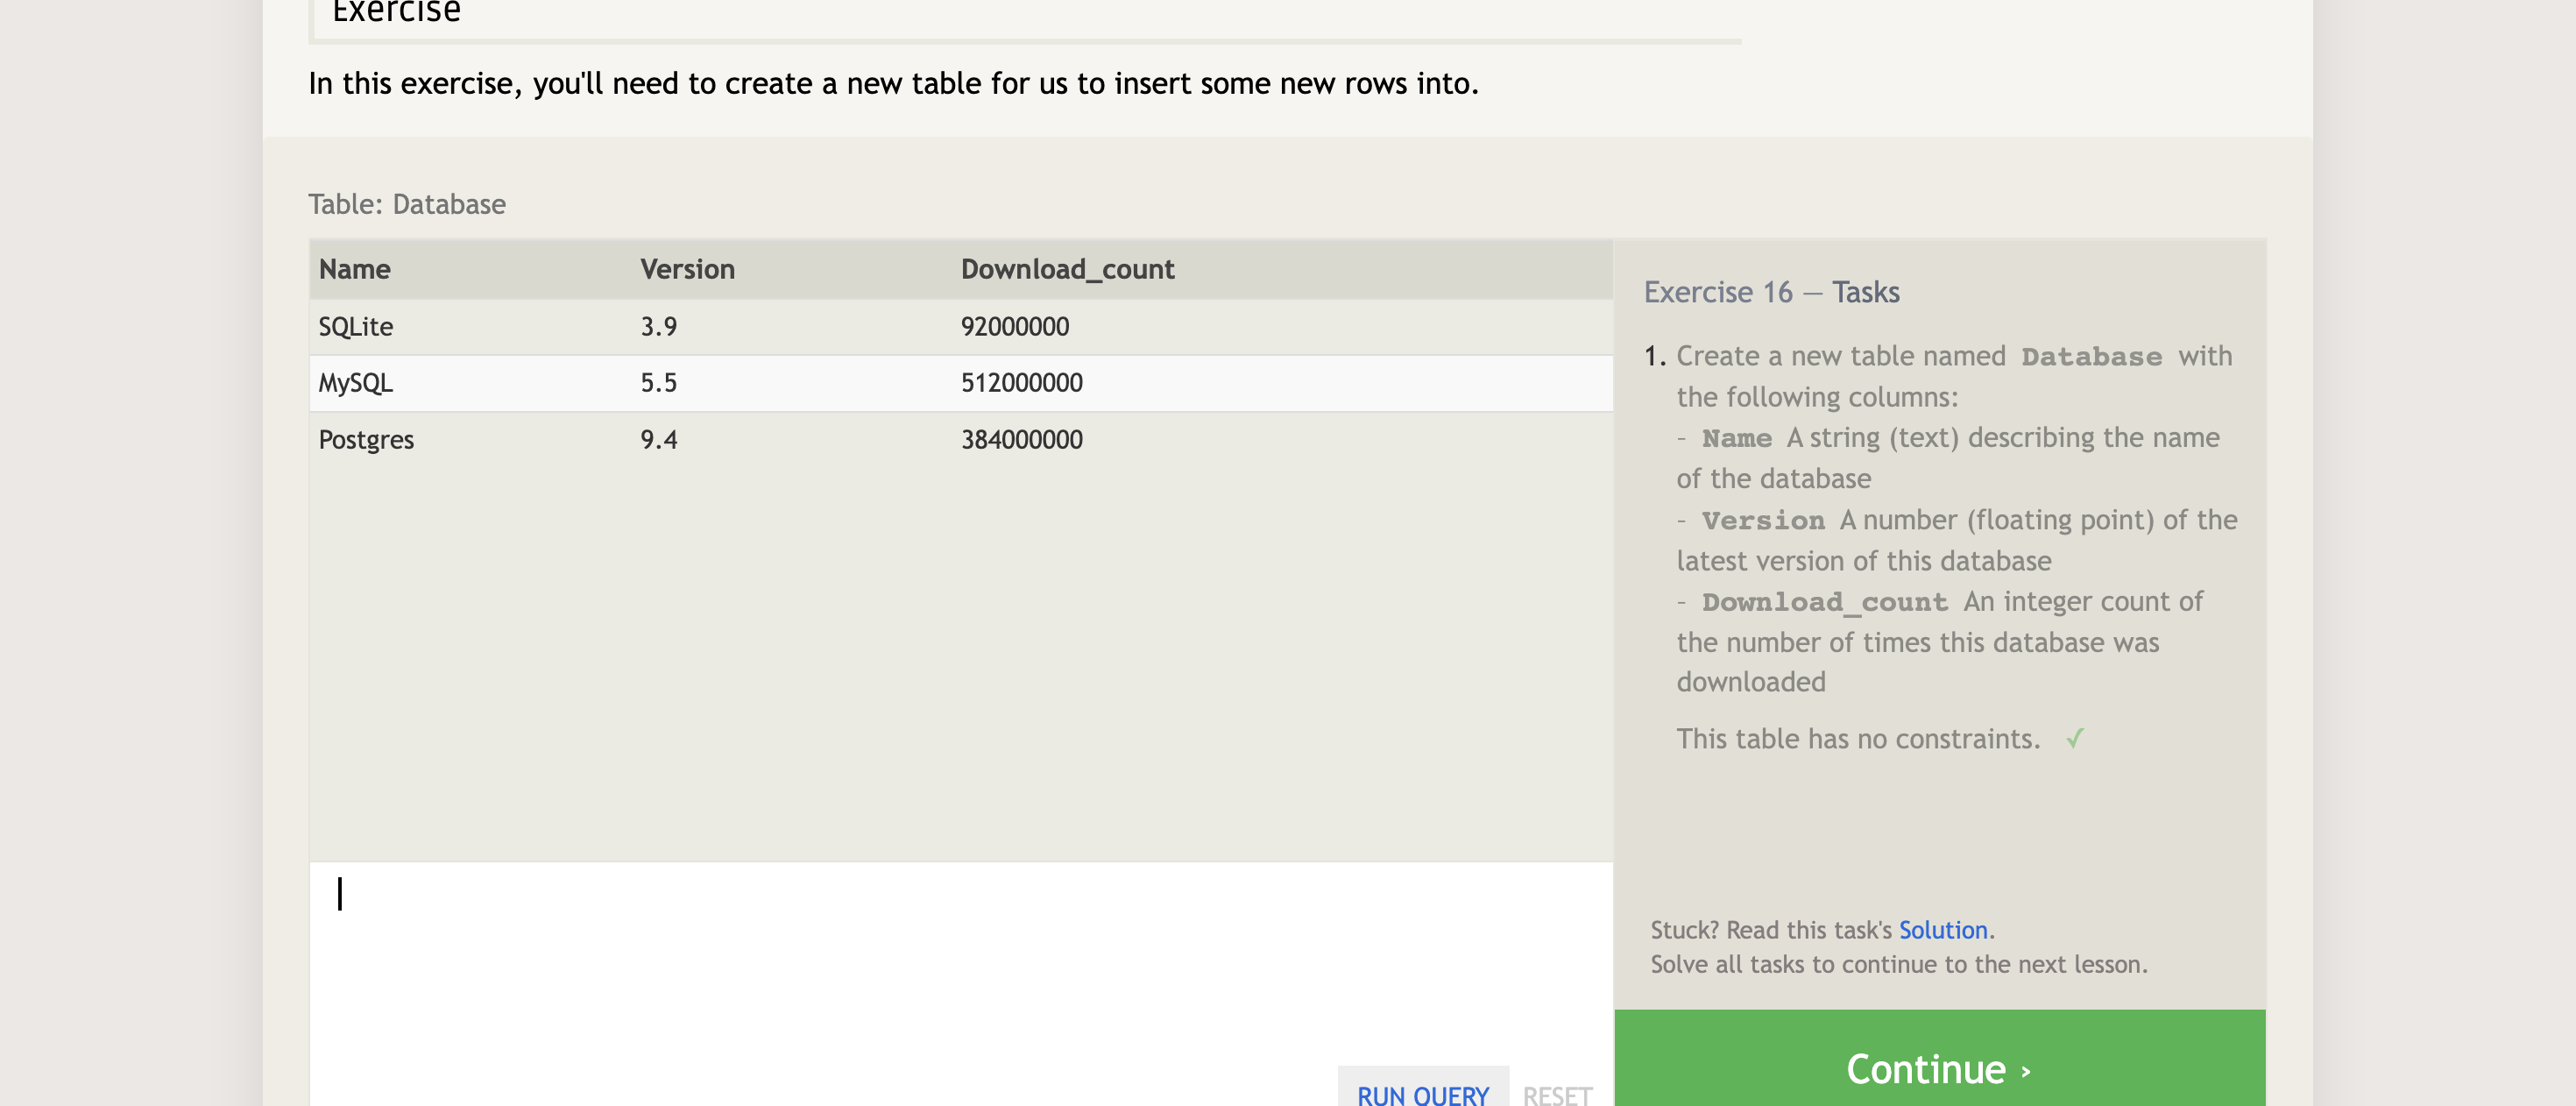 Exercise
In this exercise, you'll need to create a new table for us to insert some new rows into.
Table: Database
Name Version Download_count
SQLite 3.9 92000000
MySQL 5.5 512000000
Postgres 9.4 384000000
Exercise 16 — Tasks
1. Create a new table named Database with
the following columns:
- Name A string (text) describing the name
of the database
- Version A number (floating point) of the
latest version of this database
- Download_count An integer count of
the number of times this database was
downloaded
This table has no constraints. ✓
Stuck? Read this task's Solution.
Solve all tasks to continue to the next lesson.
RUN QUERY RESET
Continue ›